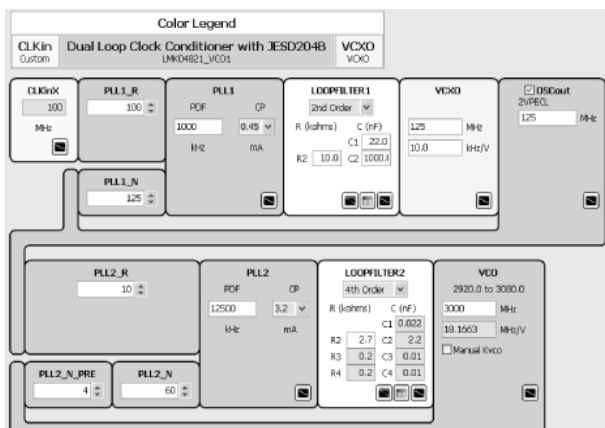 Color Legend
CLKin Custom
Dual Loop Clock Conditioner with JESD204B LMK04821_VCO1
VCXO VCXO
CLKinX
100
MHz
PLL1_R
100
PLL1_N
125
PLL1
PDF CP
1000 0.45
kHz mA
LOOPFILTER1
2nd Order
R (kohms) C (nF)
C1 22.0
R2 10.0 C2
VCXO
125 MHz
10.0 kHz/V
OSCout
2VPECL
125 MHz
PLL2_R
10
PLL2_N_PRE
4
PLL2_N
60
PLL2
PDF CP
12500 3.2
kHz mA
LOOPFILTER2
4th Order
R (kohms) C (nF)
C1 0.022
R2 2.7 C2 2.2
R3 0.2 C3 0.01
R4 0.2 C4 0.01
VCO
2920.0 to 3080.0
3000 MHz
18.1663 MHz/V
Manual Kvco